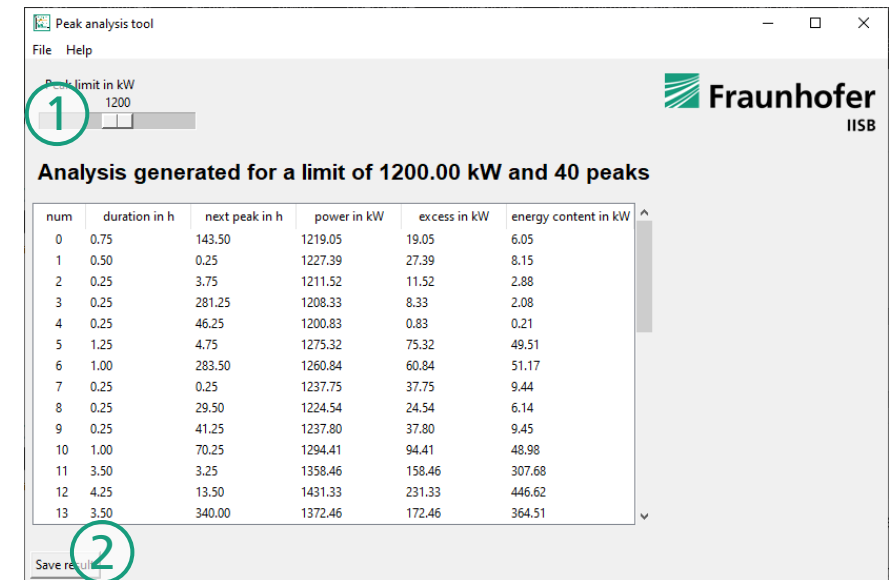 Peak analysis tool
File Help
Peak limit in kW
1200
1
Fraunhofer
IISB
Analysis generated for a limit of 1200.00 kW and 40 peaks
num duration in h next peak in h power in kW excess in kW energy content in kW
0 0.75 143.50 1219.05 19.05 6.05
1 0.50 0.25 1227.39 27.39 8.15
2 0.25 3.75 1211.52 11.52 2.88
3 0.25 281.25 1208.33 8.33 2.08
4 0.25 46.25 1200.83 0.83 0.21
5 1.25 4.75 1275.32 75.32 49.51
6 1.00 283.50 1260.84 60.84 51.17
7 0.25 0.25 1237.75 37.75 9.44
8 0.25 29.50 1224.54 24.54 6.14
9 0.25 41.25 1237.80 37.80 9.45
10 1.00 70.25 1294.41 94.41 48.98
11 3.50 3.25 1358.46 158.46 307.68
12 4.25 13.50 1431.33 231.33 446.62
13 3.50 340.00 1372.46 172.46 364.51
2
Save